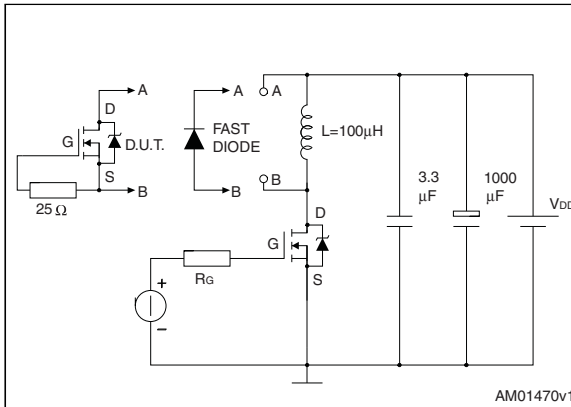 A
D
G
D.U.T.
S
B
25 Ω
A
FAST
DIODE
B
A
L=100µH
B
D
G
S
RG
+
–
3.3
µF
1000
µF
VDD
AM01470v1